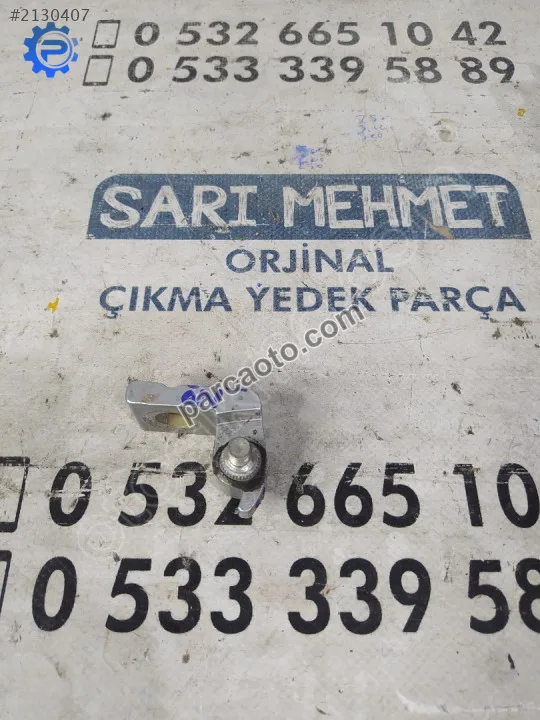 #2130407
0 532 665 10 42
0 533 339 58 89
SARI MEHMET
ORJİNAL
ÇIKMA YEDEK PARÇA
parcaoto.com
0 532 665 10
0 533 339 58